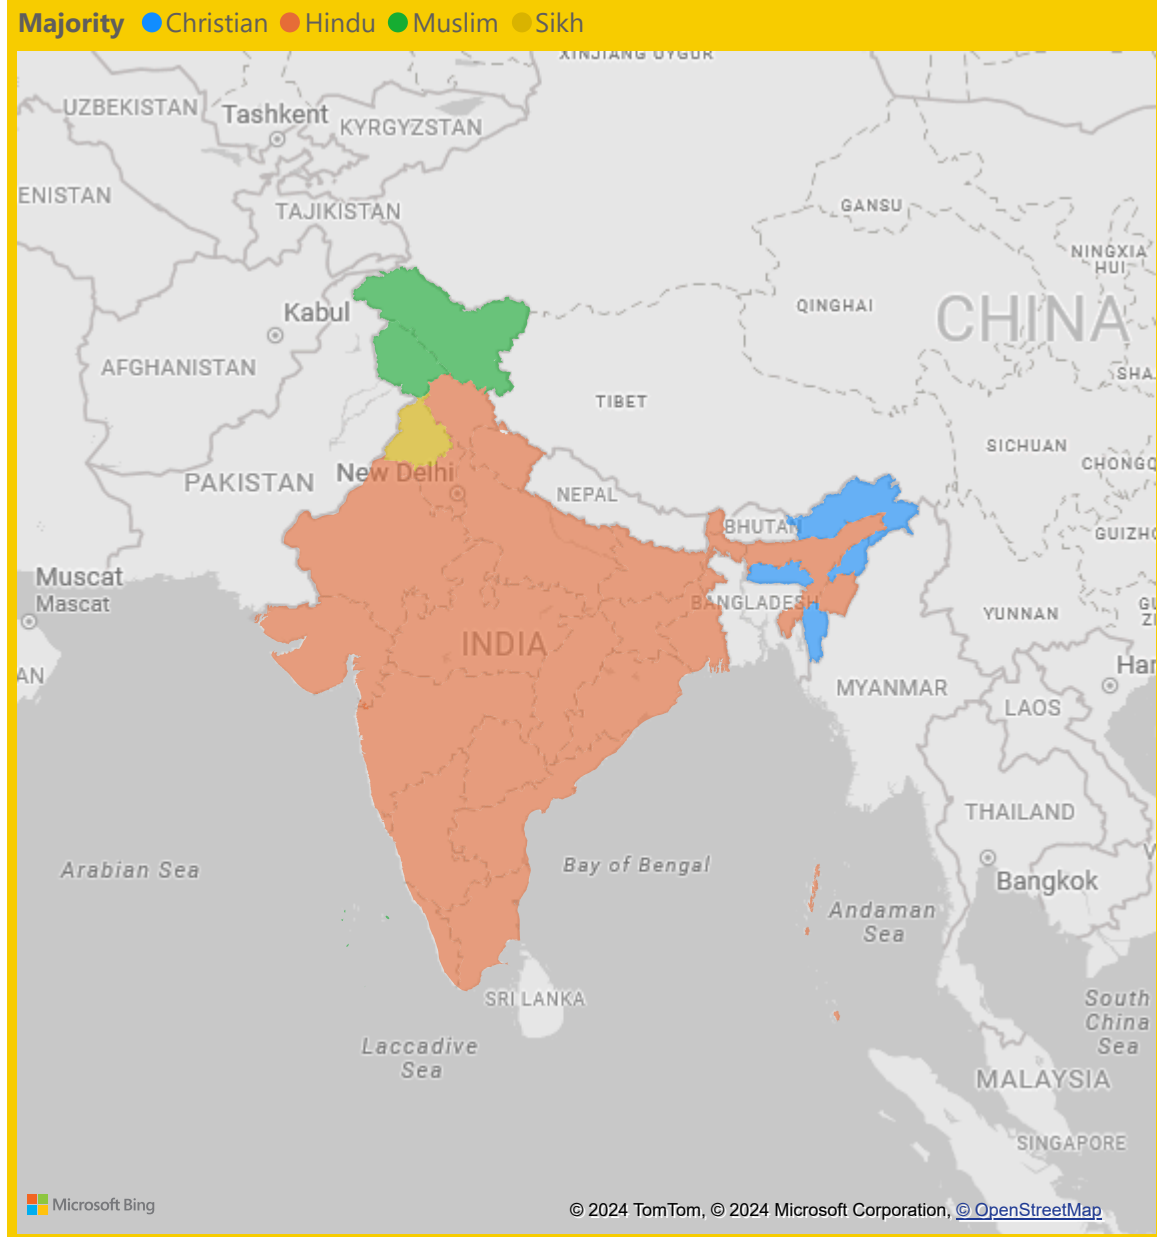 Majority Christian Hindu Muslim Sikh
XINJIANG UYGUR
UZBEKISTAN
Tashkent
KYRGYZSTAN
ENISTAN
TAJIKISTAN
GANSU
NINGXIA
HUI
Kabul
QINGHAI
CHINA
AFGHANISTAN
SHA
TIBET
SICHUAN
CHONGQ
New Delhi
PAKISTAN
NEPAL
BHUTAN
GUIZHO
Muscat
Mascat
BANGLADESH
YUNNAN
GU
ZI
INDIA
AN
MYANMAR
Har
LAOS
THAILAND
Arabian Sea
Bay of Bengal
V
Bangkok
Andaman
Sea
SRI LANKA
South
China
Sea
Laccadive
Sea
MALAYSIA
SINGAPORE
Microsoft Bing
© 2024 TomTom, © 2024 Microsoft Corporation, © OpenStreetMap